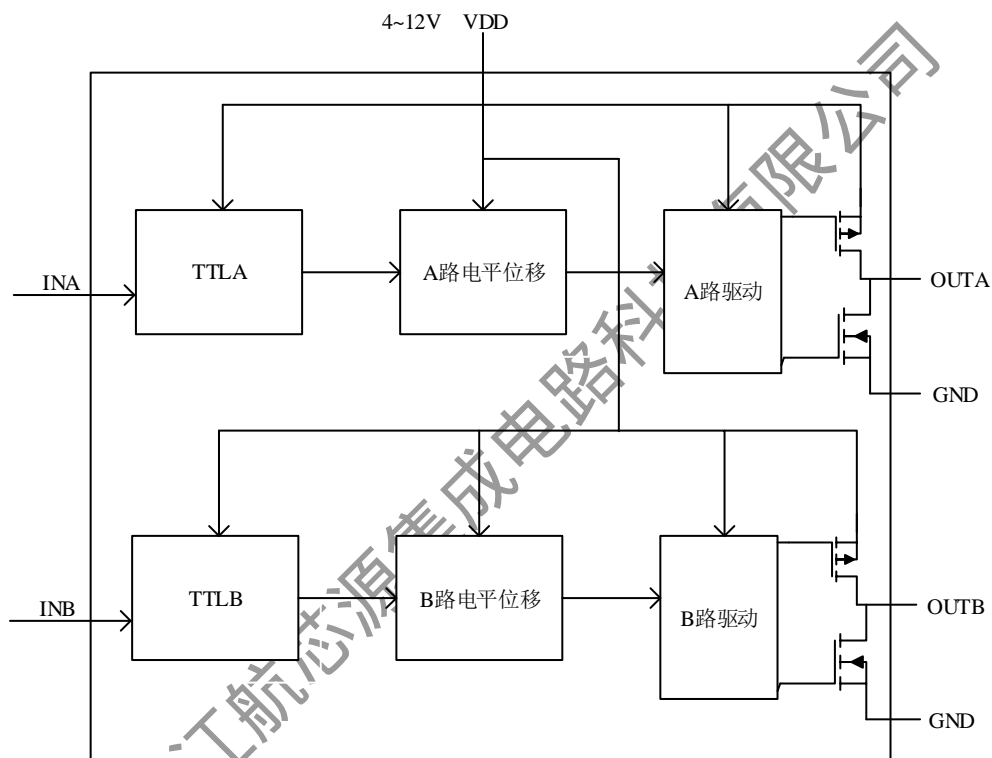 4~12V VDD
TTLA
A路电平位移
A路驱动
INA
OUTA
GND
TTLB
B路电平位移
B路驱动
INB
OUTB
GND
江航芯源集成电路科技有限公司